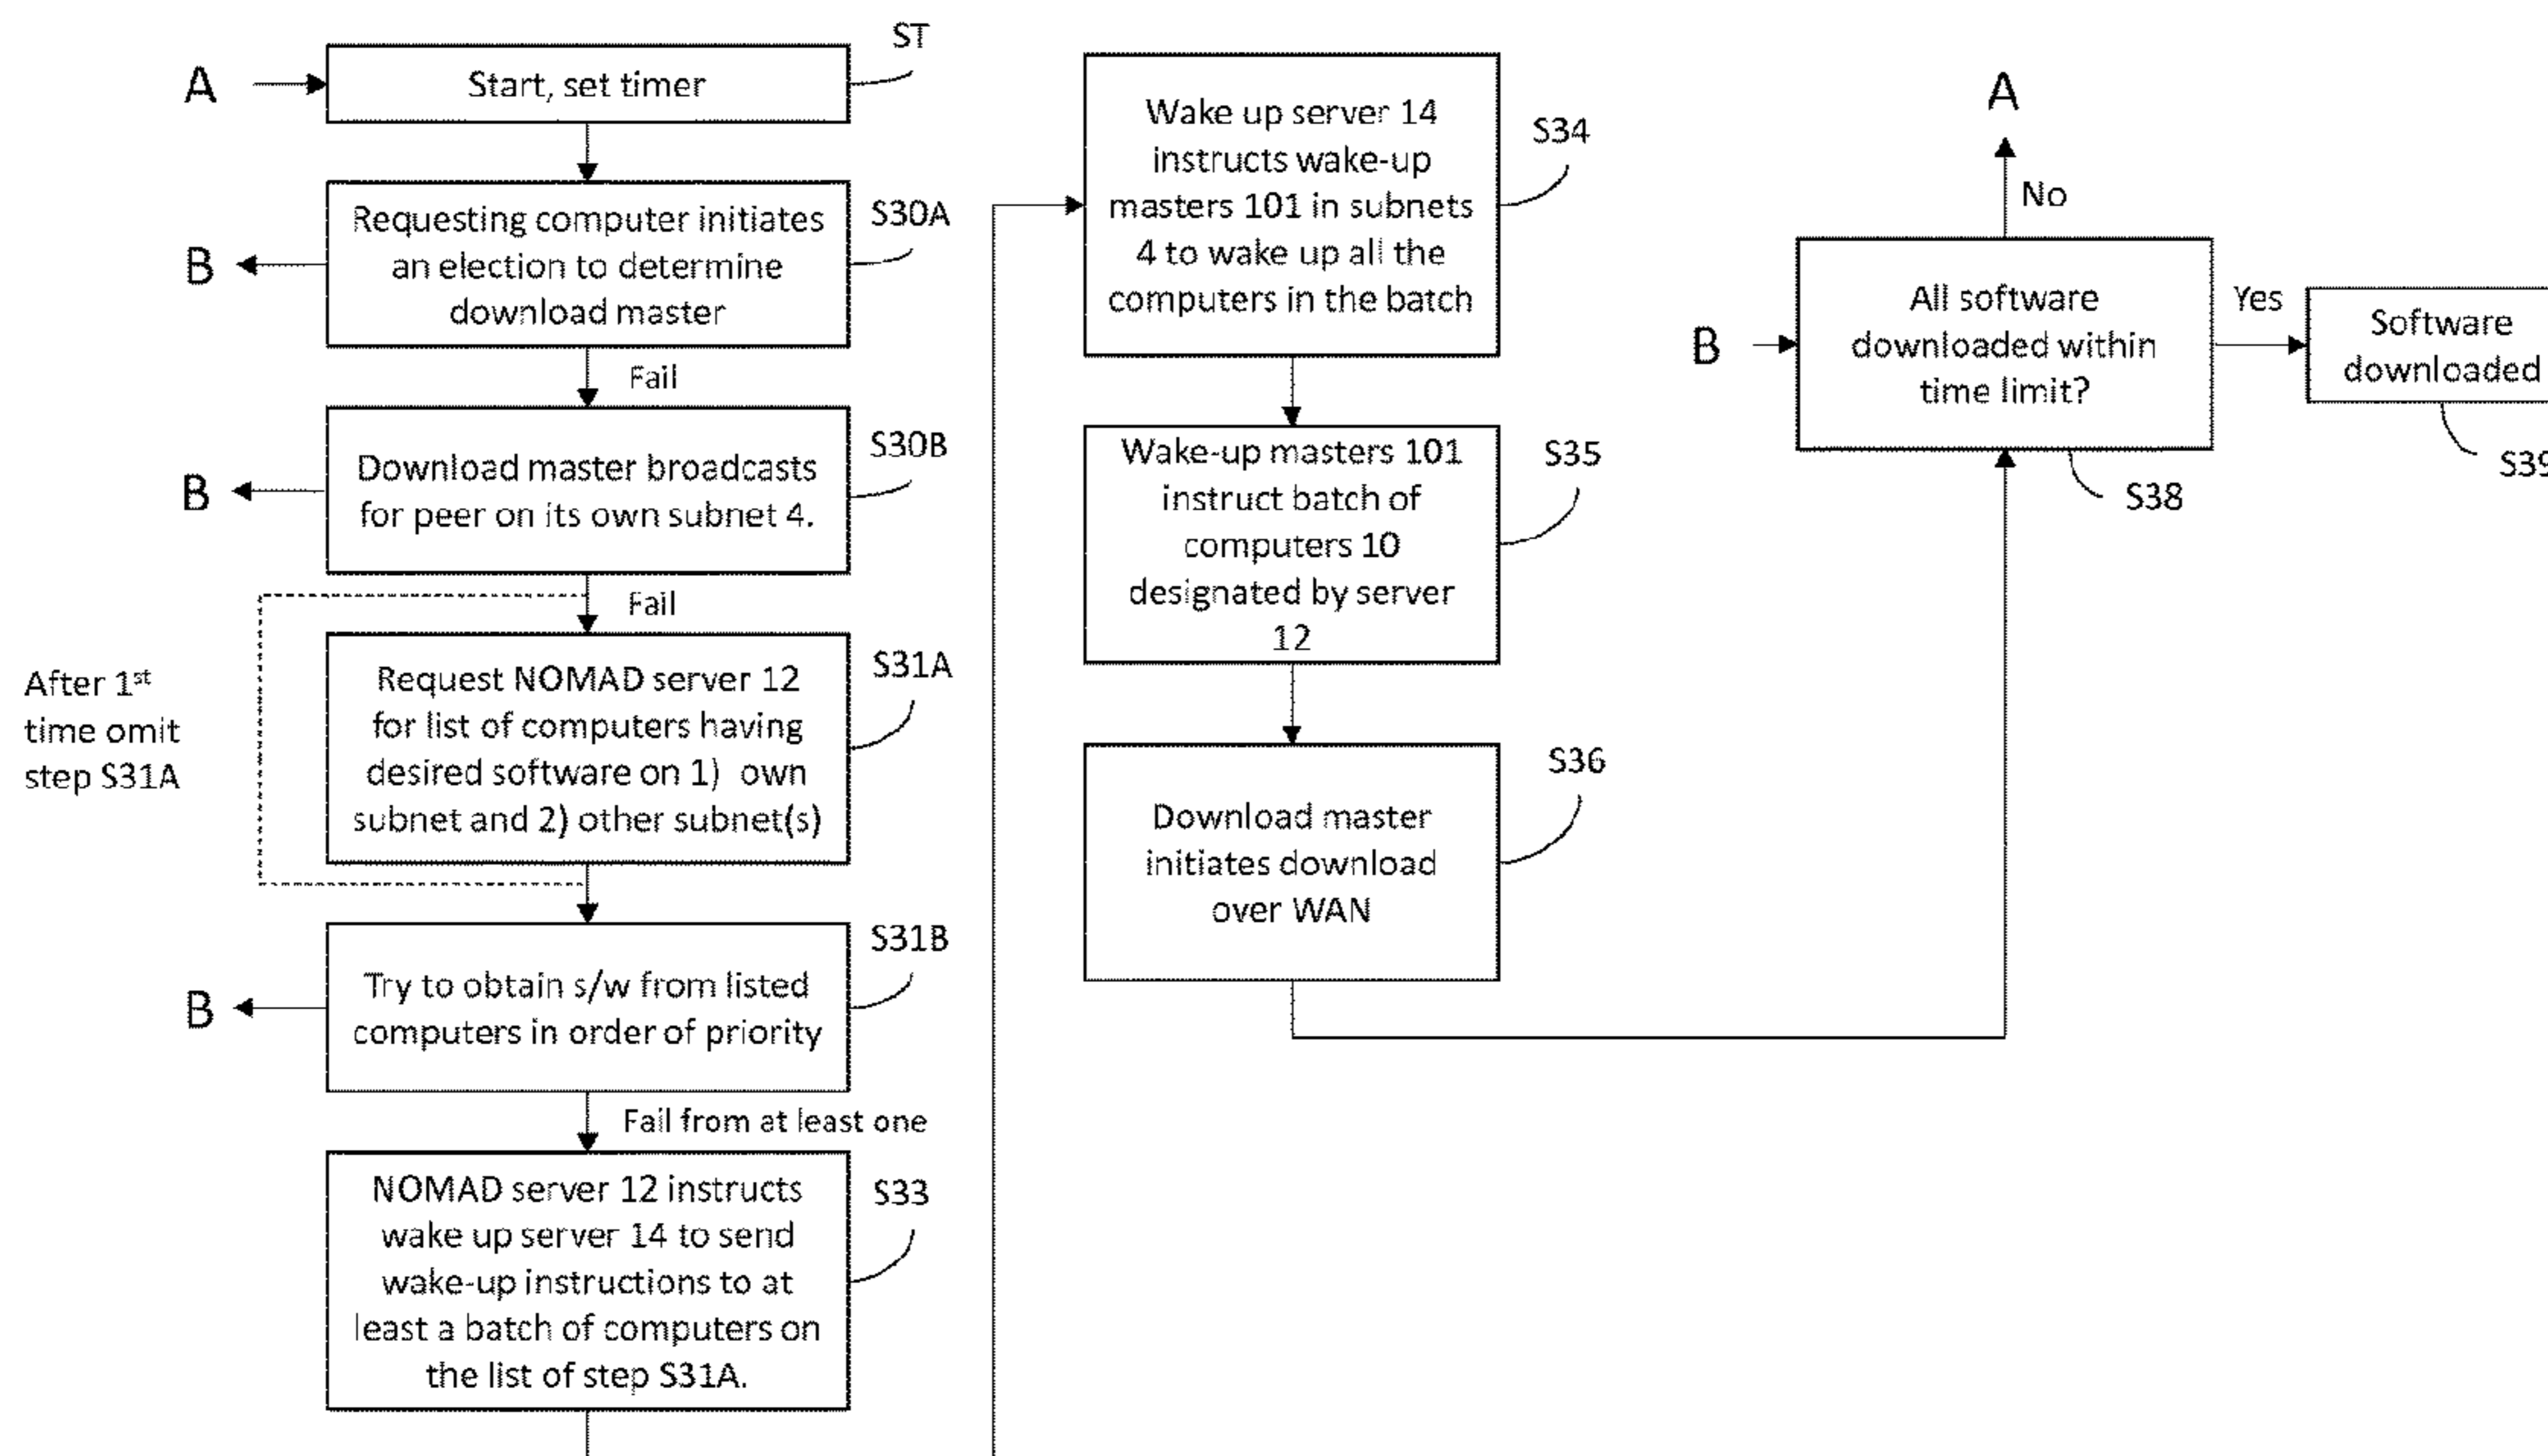 ST
A
Start, set timer
S30A
Requesting computer initiates
an election to determine
download master
B
Fail
S30B
Download master broadcasts
for peer on its own subnet 4.
B
Fail
After 1st
time omit
step S31A
S31A
Request NOMAD server 12
for list of computers having
desired software on 1) own
subnet and 2) other subnet(s)
S31B
Try to obtain s/w from listed
computers in order of priority
B
Fail from at least one
S33
NOMAD server 12 instructs
wake up server 14 to send
wake-up instructions to at
least a batch of computers on
the list of step S31A.
S34
Wake up server 14
instructs wake-up
masters 101 in subnets
4 to wake up all the
computers in the batch
S35
Wake-up masters 101
instruct batch of
computers 10
designated by server
12
S36
Download master
initiates download
over WAN
A
No
B
All software
downloaded within
time limit?
S38
Yes
Software
downloaded
S39